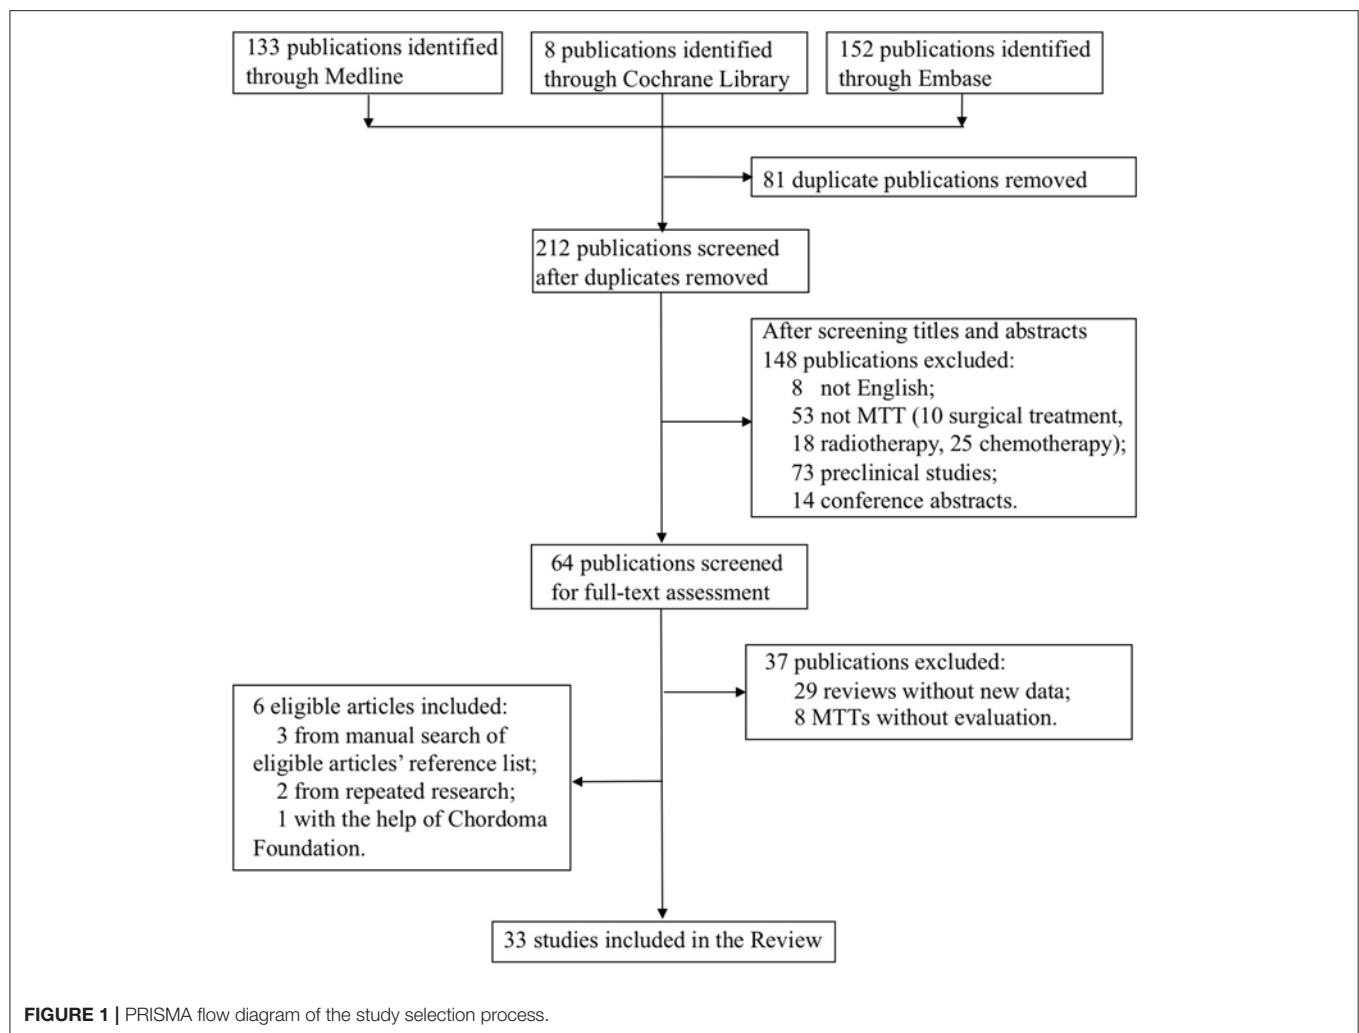 133 publications identified
through Medline
8 publications identified
through Cochrane Library
152 publications identified
through Embase
81 duplicate publications removed
212 publications screened
after duplicates removed
After screening titles and abstracts
148 publications excluded:
8 not English;
53 not MTT (10 surgical treatment,
18 radiotherapy, 25 chemotherapy);
73 preclinical studies;
14 conference abstracts.
64 publications screened
for full-text assessment
37 publications excluded:
29 reviews without new data;
8 MTTs without evaluation.
6 eligible articles included:
3 from manual search of
eligible articles’ reference list;
2 from repeated research;
1 with the help of Chordoma
Foundation.
33 studies included in the Review
FIGURE 1 | PRISMA flow diagram of the study selection process.